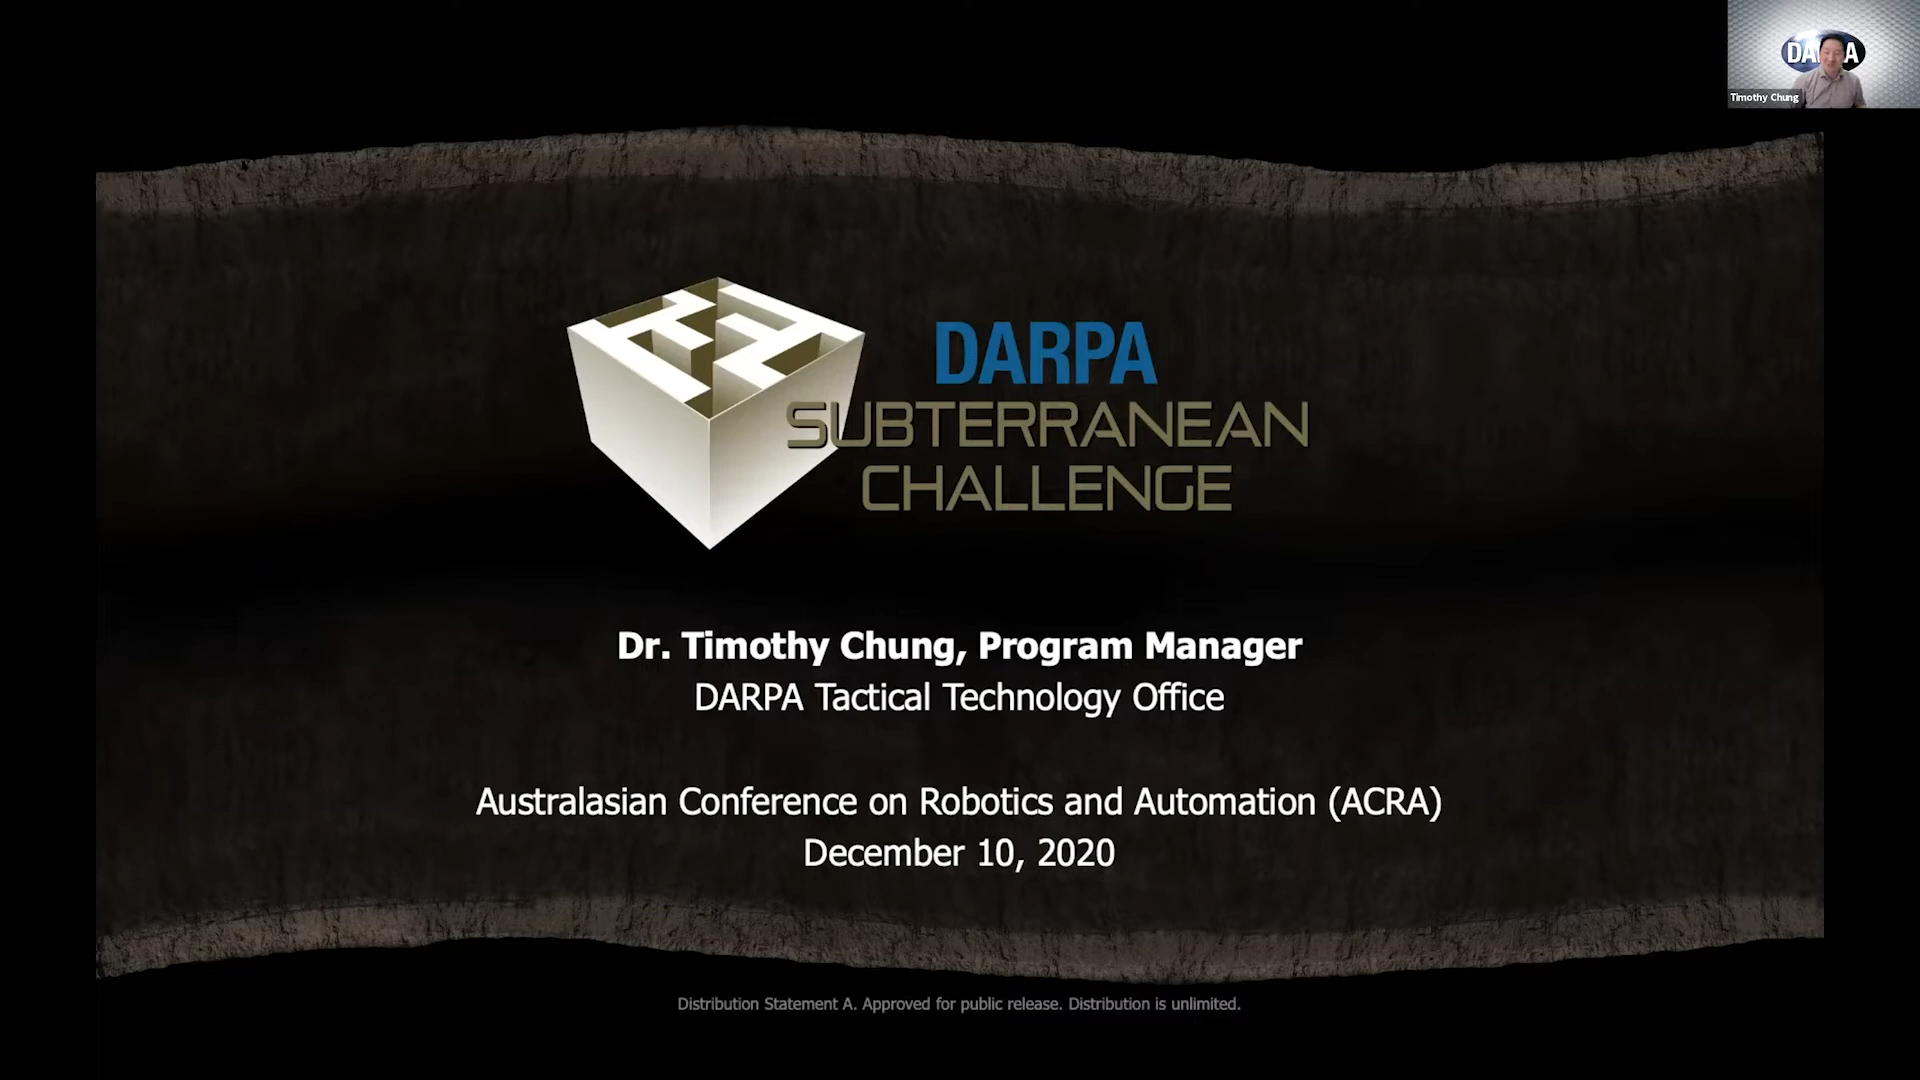 Timothy Chung
DARPA
SUBTERRANEAN
CHALLENGE
Dr. Timothy Chung, Program Manager
DARPA Tactical Technology Office
Australasian Conference on Robotics and Automation (ACRA)
December 10, 2020
Distribution Statement A. Approved for public release. Distribution is unlimited.